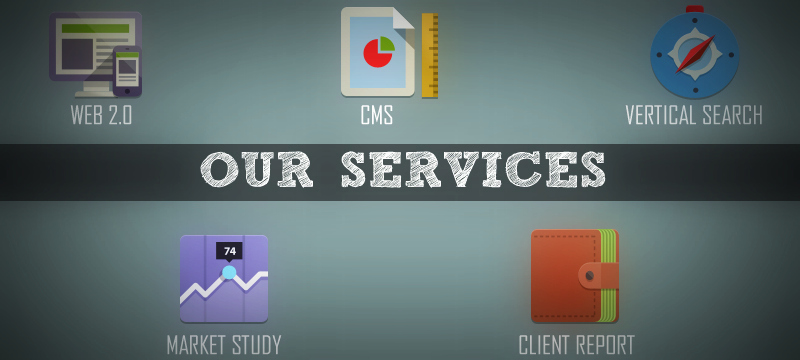 WEB 2.0
CMS
VERTICAL SEARCH
OUR SERVICES
74
MARKET STUDY
CLIENT REPORT